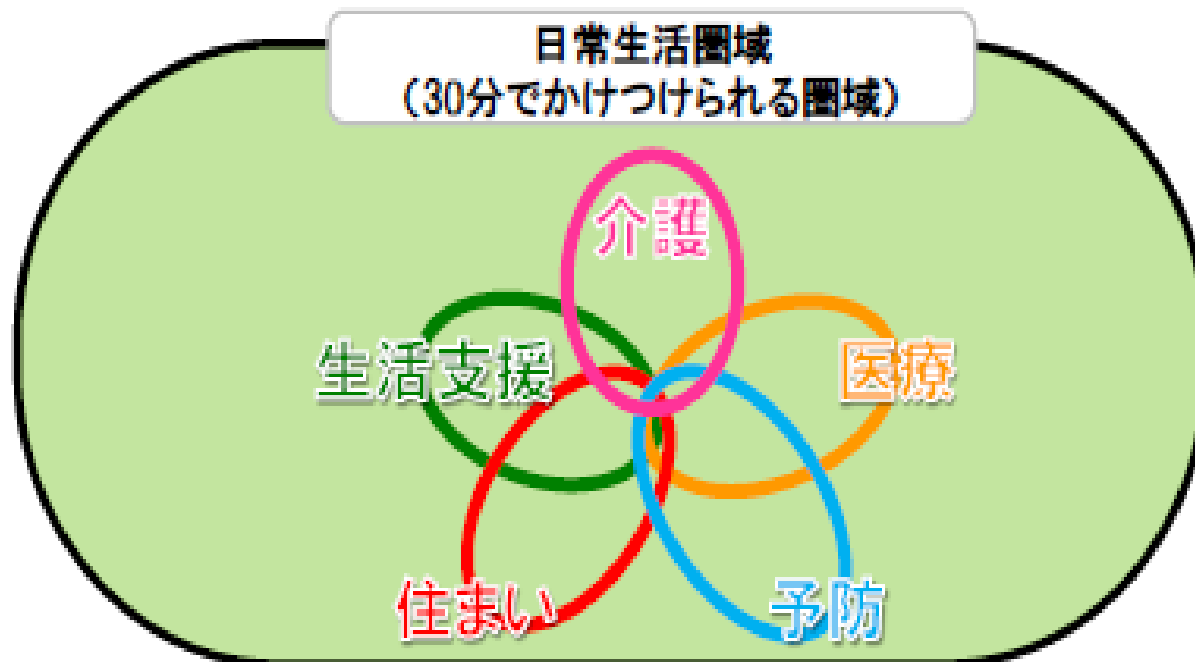 日常生活圏域
（30分でかけつけられる圏域）
介護
生活支援
医療
住まい
予防